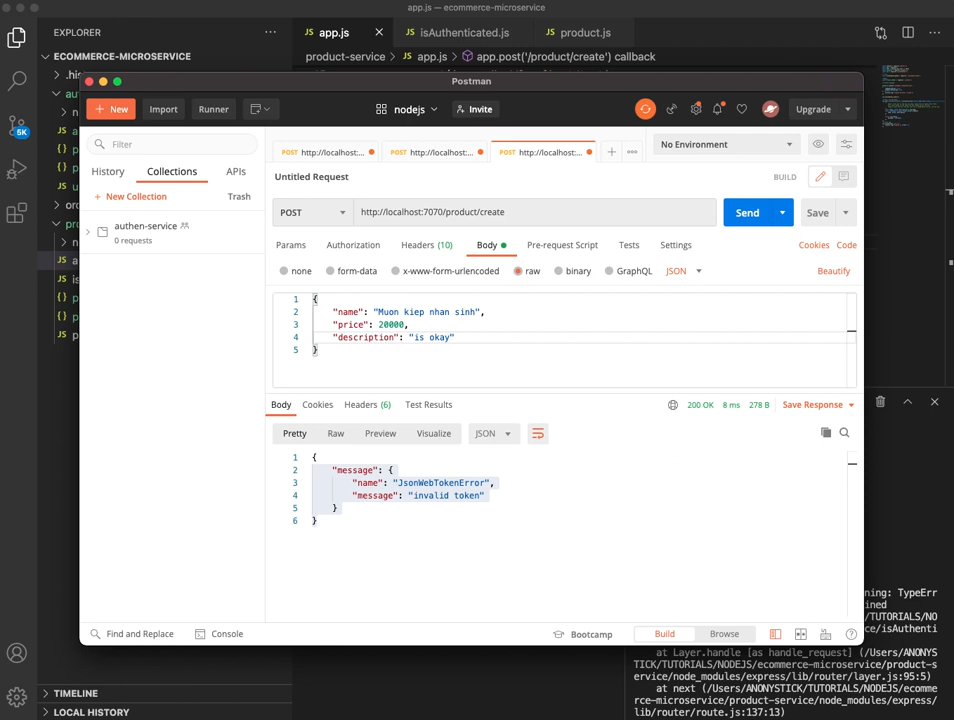 app.js — ecommerce-microservice
EXPLORER
app.js
isAuthenticated.js
product.js
ECOMMERCE-MICROSERVICE
product-service > app.js > app.post('/product/create') callback
5K
TIMELINE
LOCAL HISTORY
Postman
New
Import
Runner
nodejs
Invite
Upgrade
Filter
History
Collections
APIs
+ New Collection
Trash
authen-service
0 requests
POST http://localhost:...
POST http://localhost:...
POST http://localhost:...
No Environment
Untitled Request
BUILD
POST
http://localhost:7070/product/create
Send
Save
Params
Authorization
Headers (10)
Body
Pre-request Script
Tests
Settings
Cookies
Code
none
form-data
x-www-form-urlencoded
raw
binary
GraphQL
JSON
Beautify
1 {
2 "name": "Muon kiep nhan sinh",
3 "price": 20000,
4 "description": "is okay"
5 }
Body
Cookies
Headers (6)
Test Results
200 OK
8 ms
278 B
Save Response
Pretty
Raw
Preview
Visualize
JSON
1 {
2 "message": {
3 "name": "JsonWebTokenError",
4 "message": "invalid token"
5 }
6 }
Find and Replace
Console
Bootcamp
Build
Browse
ning: TypeErr
ined
/TUTORIALS/NO
ce/isAuthenti
at Layer.handle [as handle_request] (/Users/ANONYS
TICK/TUTORIALS/NODEJS/ecommerce-microservice/product-s
ervice/node_modules/express/lib/router/layer.js:95:5)
at next (/Users/ANONYSTICK/TUTORIALS/NODEJS/ecomme
rce-microservice/product-service/node_modules/express/
lib/router/route.js:137:13)